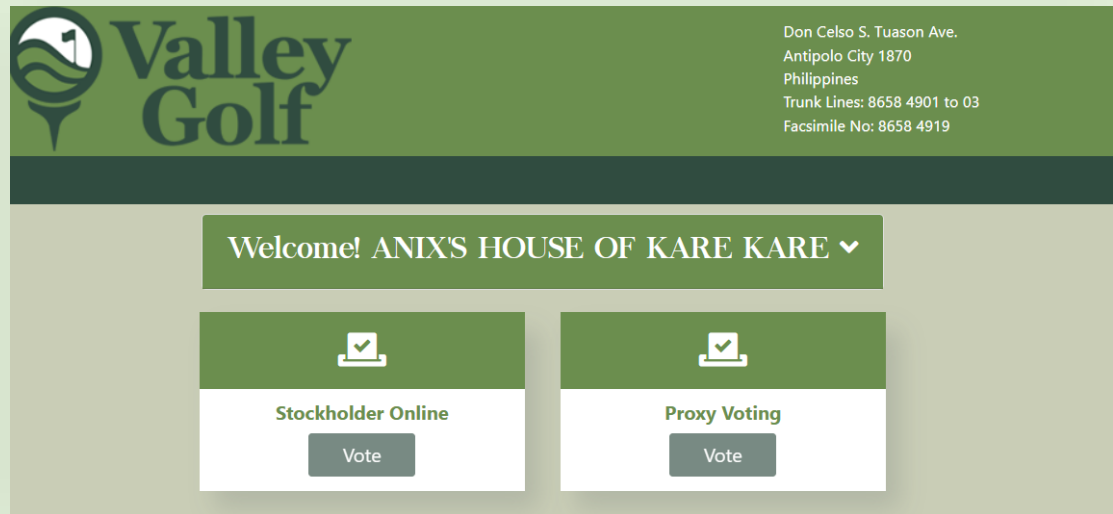 Valley
Golf
Don Celso S. Tuason Ave.
Antipolo City 1870
Philippines
Trunk Lines: 8658 4901 to 03
Facsimile No: 8658 4919
Welcome! ANIX'S HOUSE OF KARE KARE
Stockholder Online
Vote
Proxy Voting
Vote